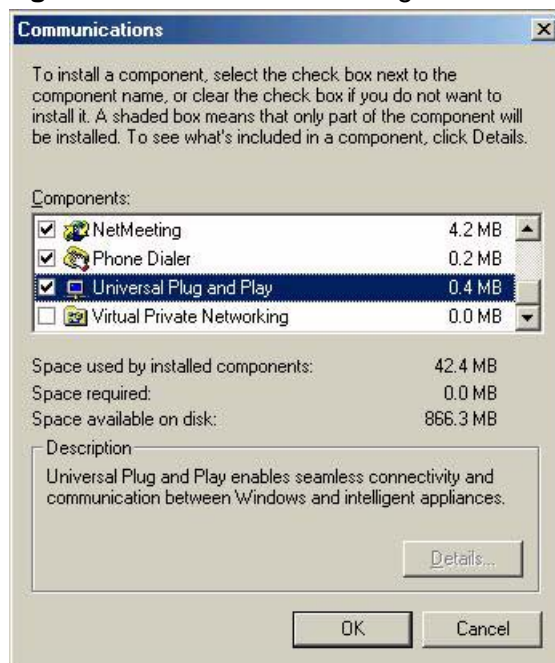 Communications
To install a component, select the check box next to the
component name, or clear the check box if you do not want to
install it. A shaded box means that only part of the component will
be installed. To see what's included in a component, click Details.
Components:
NetMeeting 4.2 MB
Phone Dialer 0.2 MB
Universal Plug and Play 0.4 MB
Virtual Private Networking 0.0 MB
Space used by installed components: 42.4 MB
Space required: 0.0 MB
Space available on disk: 866.3 MB
Description
Universal Plug and Play enables seamless connectivity and
communication between Windows and intelligent appliances.
Details...
OK Cancel